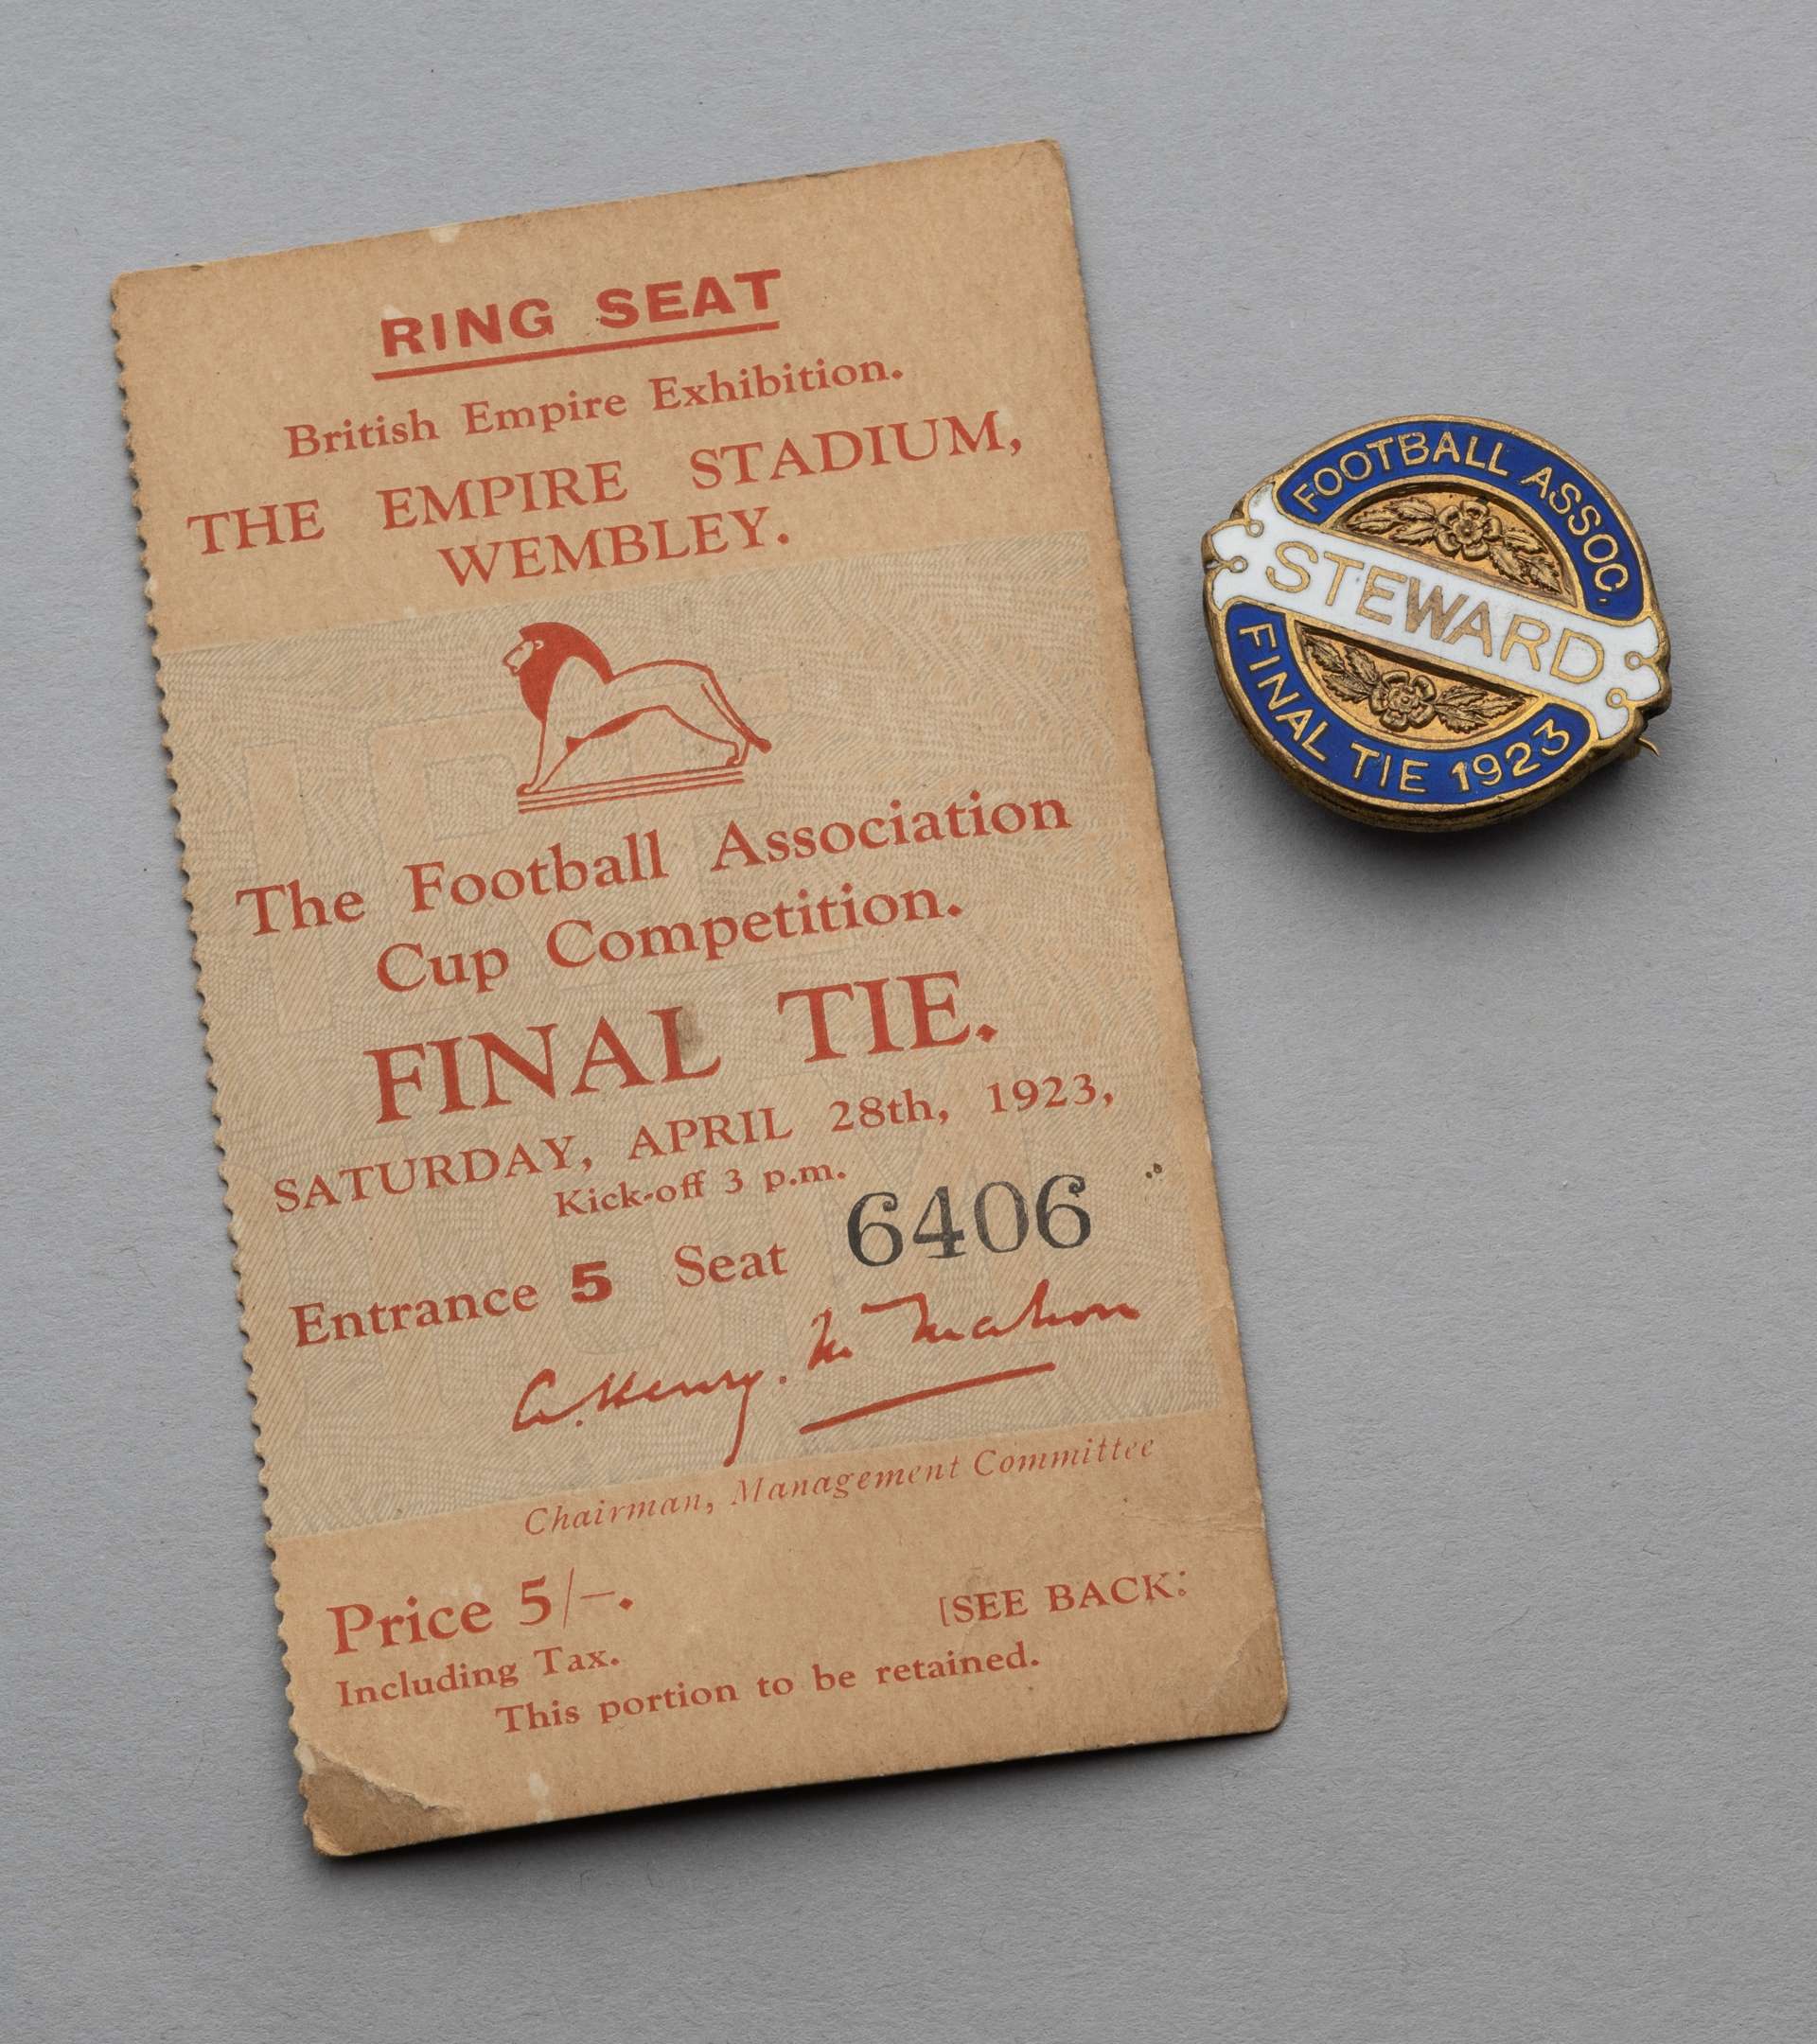 RING SEAT
British Empire Exhibition.
THE EMPIRE STADIUM,
WEMBLEY.
The Football Association
Cup Competition.
FINAL TIE.
SATURDAY, APRIL 28th, 1923,
Kick-off 3 p.m.
Entrance 5 Seat 6406
A. Henry. McMahon
Chairman, Management Committee
Price 5/-.
[SEE BACK:
Including Tax.
This portion to be retained.
FOOTBALL ASSOC.
STEWARD
FINAL TIE 1923